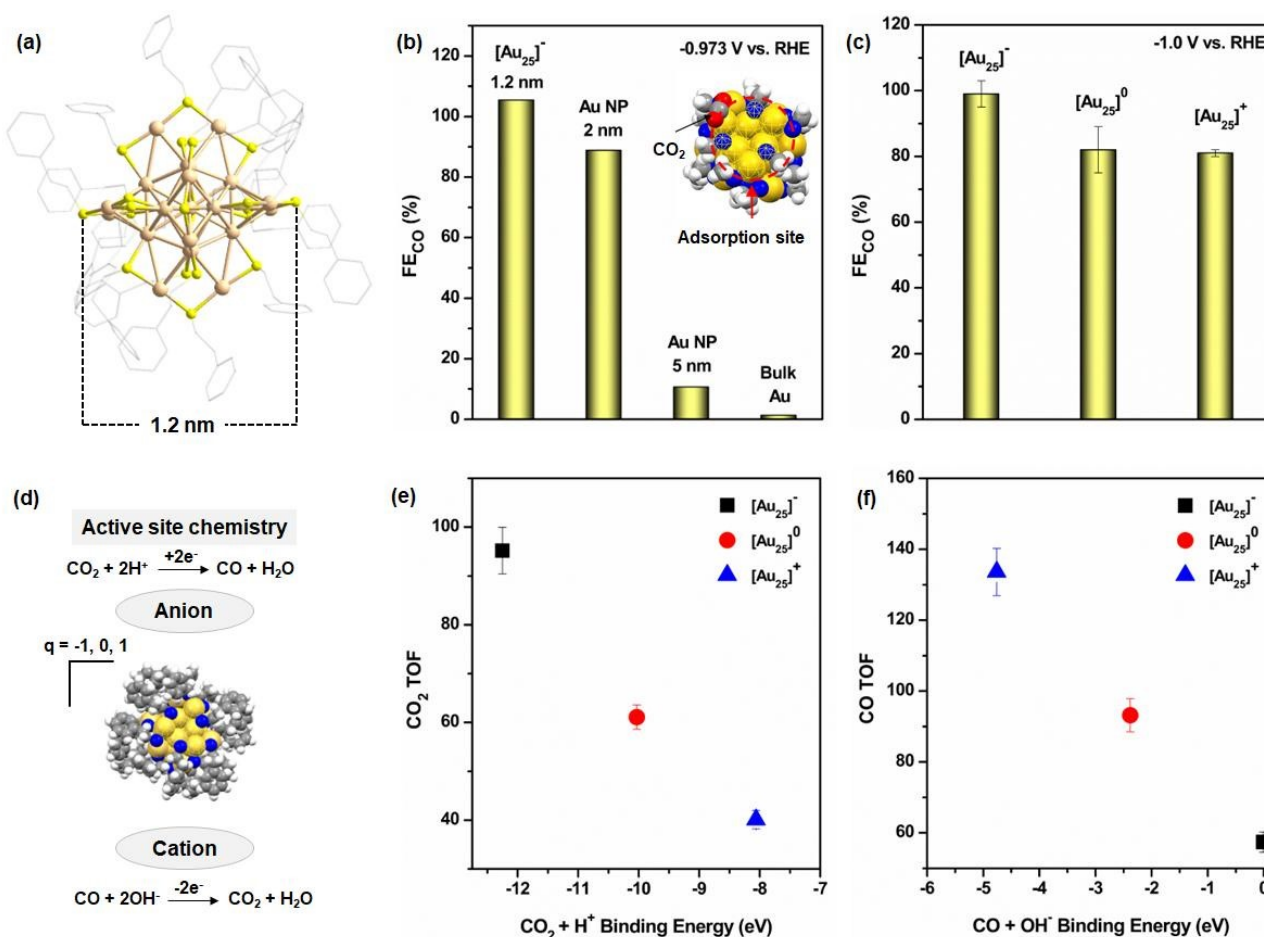 (a)
1.2 nm
(b)
-0.973 V vs. RHE
[Au₂₅]⁻
1.2 nm
Au NP
2 nm
CO₂
Adsorption site
Au NP
5 nm
Bulk
Au
FE_CO (%)
120
100
80
60
40
20
0
(c)
-1.0 V vs. RHE
[Au₂₅]⁻
[Au₂₅]⁰
[Au₂₅]⁺
FE_CO (%)
120
100
80
60
40
20
0
(d)
Active site chemistry
+2e⁻
CO₂ + 2H⁺ → CO + H₂O
Anion
q = -1, 0, 1
Cation
-2e⁻
CO + 2OH⁻ → CO₂ + H₂O
(e)
[Au₂₅]⁻
[Au₂₅]⁰
[Au₂₅]⁺
CO₂ TOF
100
80
60
40
-12 -11 -10 -9 -8 -7
CO₂ + H⁺ Binding Energy (eV)
(f)
[Au₂₅]⁻
[Au₂₅]⁰
[Au₂₅]⁺
CO TOF
160
140
120
100
80
60
-6 -5 -4 -3 -2 -1 0
CO + OH⁻ Binding Energy (eV)